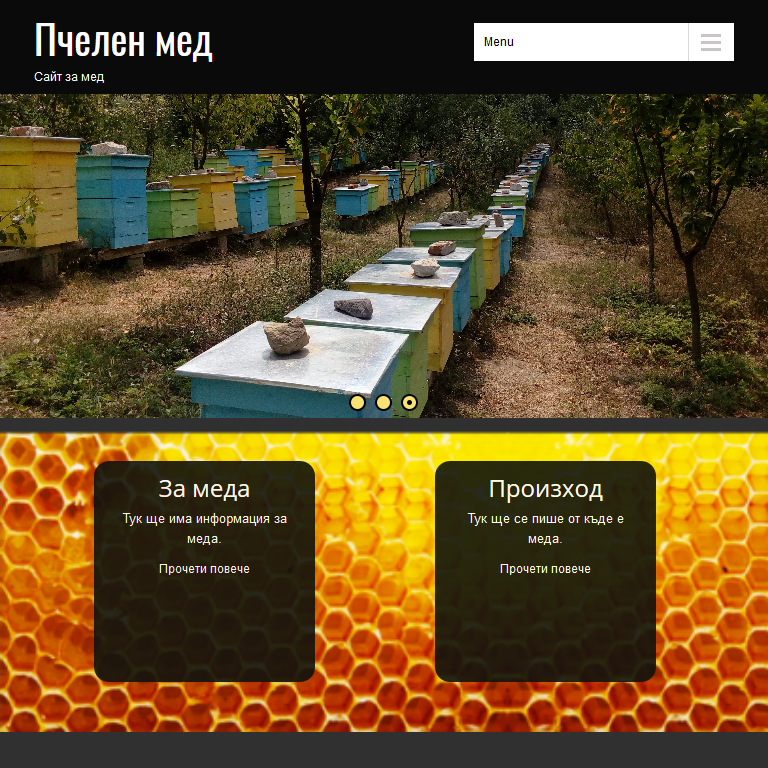 Пчелен мед
Сайт за мед
Menu
За меда
Тук ще има информация за
меда.
Прочети повече
Произход
Тук ще се пише от къде е
меда.
Прочети повече